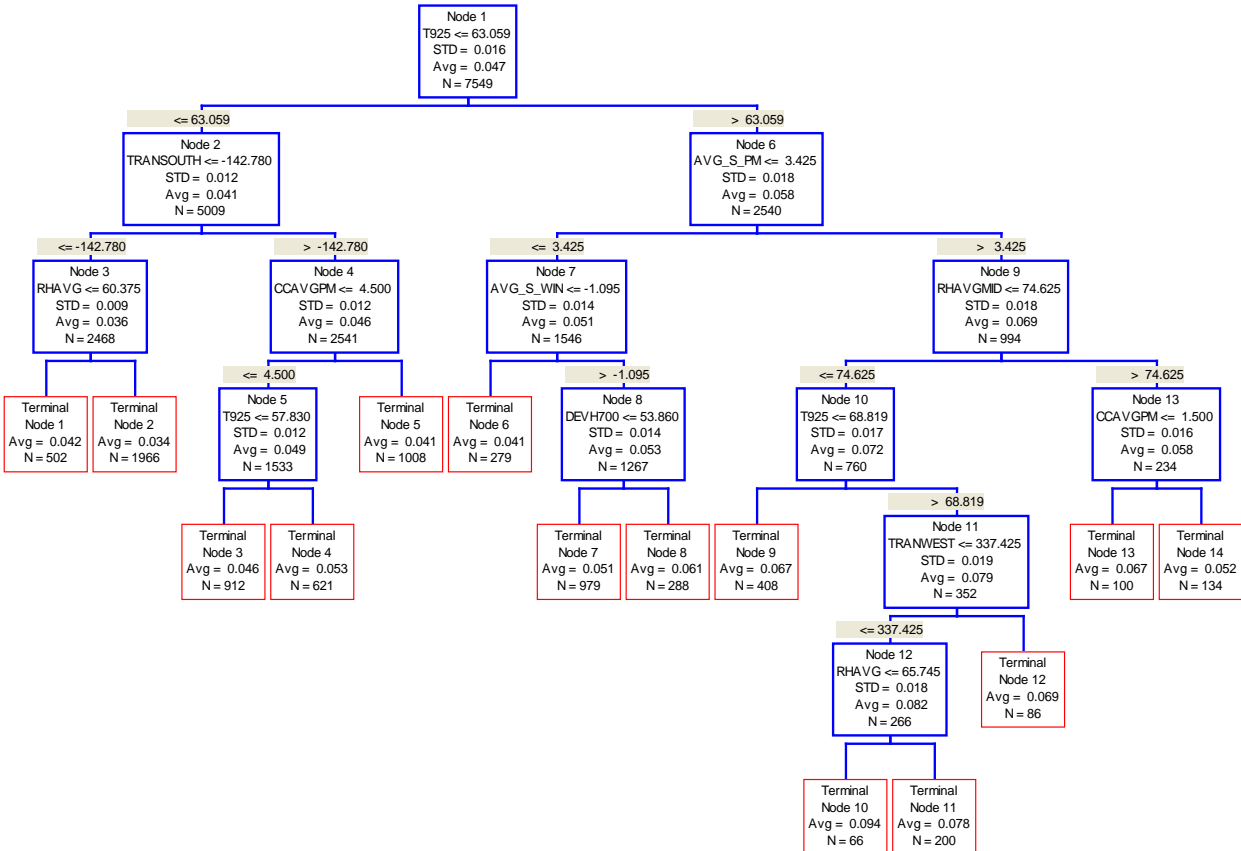 Node 1
T925 <= 63.059
STD = 0.016
Avg = 0.047
N = 7549
<= 63.059
> 63.059
Node 2
TRANSOUTH <= -142.780
STD = 0.012
Avg = 0.041
N = 5009
Node 6
AVG_S_PM <= 3.425
STD = 0.018
Avg = 0.058
N = 2540
<= -142.780
> -142.780
<= 3.425
> 3.425
Node 3
RHAVG <= 60.375
STD = 0.009
Avg = 0.036
N = 2468
Node 4
CCAVGPM <= 4.500
STD = 0.012
Avg = 0.046
N = 2541
Node 7
AVG_S_WIN <= -1.095
STD = 0.014
Avg = 0.051
N = 1546
Node 9
RHAVGMID <= 74.625
STD = 0.018
Avg = 0.069
N = 994
<= 4.500
> -1.095
<= 74.625
> 74.625
Terminal
Node 1
Avg = 0.042
N = 502
Terminal
Node 2
Avg = 0.034
N = 1966
Node 5
T925 <= 57.830
STD = 0.012
Avg = 0.049
N = 1533
Terminal
Node 5
Avg = 0.041
N = 1008
Terminal
Node 6
Avg = 0.041
N = 279
Node 8
DEVH700 <= 53.860
STD = 0.014
Avg = 0.053
N = 1267
Node 10
T925 <= 68.819
STD = 0.017
Avg = 0.072
N = 760
Node 13
CCAVGPM <= 1.500
STD = 0.016
Avg = 0.058
N = 234
> 68.819
Terminal
Node 3
Avg = 0.046
N = 912
Terminal
Node 4
Avg = 0.053
N = 621
Terminal
Node 7
Avg = 0.051
N = 979
Terminal
Node 8
Avg = 0.061
N = 288
Terminal
Node 9
Avg = 0.067
N = 408
Node 11
TRANWEST <= 337.425
STD = 0.019
Avg = 0.079
N = 352
Terminal
Node 13
Avg = 0.067
N = 100
Terminal
Node 14
Avg = 0.052
N = 134
<= 337.425
Node 12
RHAVG <= 65.745
STD = 0.018
Avg = 0.082
N = 266
Terminal
Node 12
Avg = 0.069
N = 86
Terminal
Node 10
Avg = 0.094
N = 66
Terminal
Node 11
Avg = 0.078
N = 200